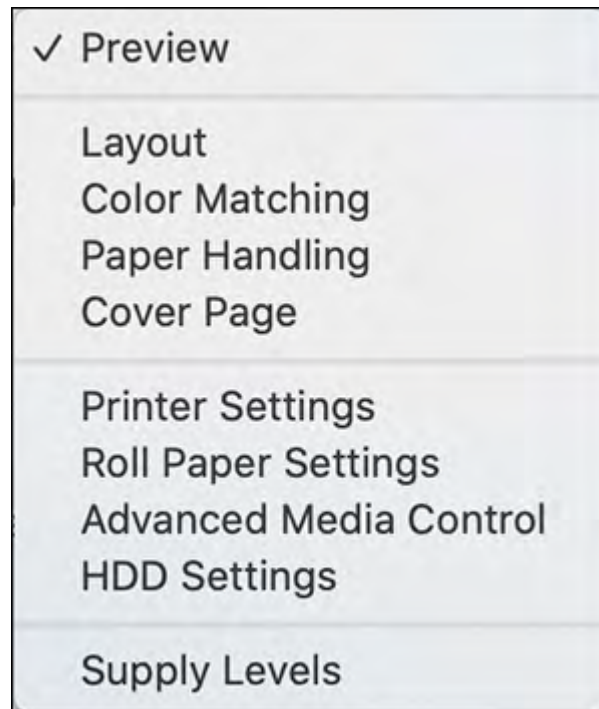 ✓ Preview
Layout
Color Matching
Paper Handling
Cover Page
Printer Settings
Roll Paper Settings
Advanced Media Control
HDD Settings
Supply Levels